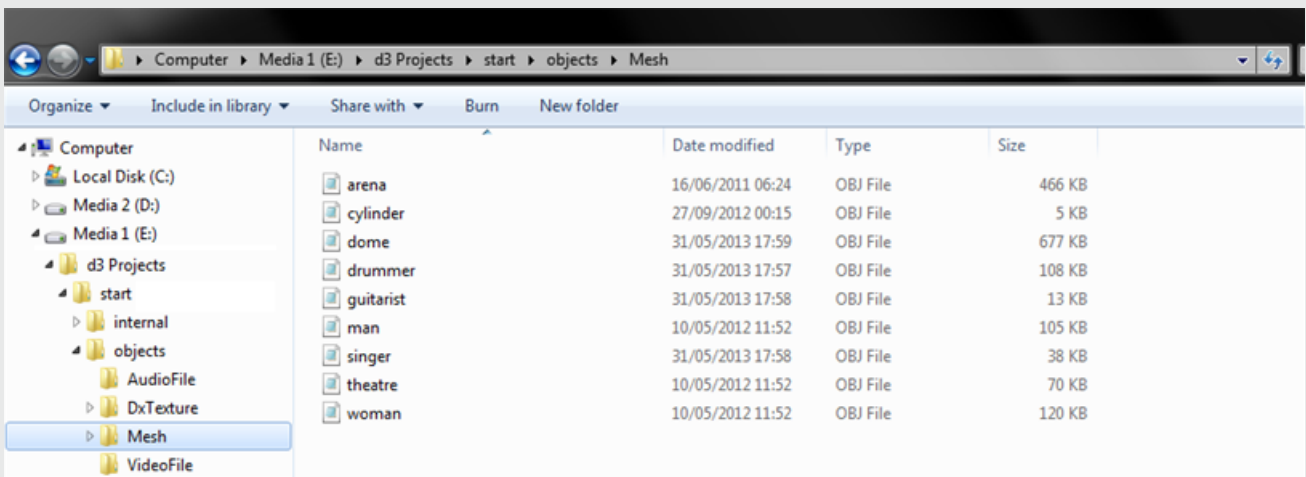 Computer Media 1 (E:) d3 Projects start objects Mesh
Organize Include in library Share with Burn New folder
Computer
Local Disk (C:)
Media 2 (D:)
Media 1 (E:)
d3 Projects
start
internal
objects
AudioFile
DxTexture
Mesh
VideoFile
Name Date modified Type Size
arena 16/06/2011 06:24 OBJ File 466 KB
cylinder 27/09/2012 00:15 OBJ File 5 KB
dome 31/05/2013 17:59 OBJ File 677 KB
drummer 31/05/2013 17:57 OBJ File 108 KB
guitarist 31/05/2013 17:58 OBJ File 13 KB
man 10/05/2012 11:52 OBJ File 105 KB
singer 31/05/2013 17:58 OBJ File 38 KB
theatre 10/05/2012 11:52 OBJ File 70 KB
woman 10/05/2012 11:52 OBJ File 120 KB